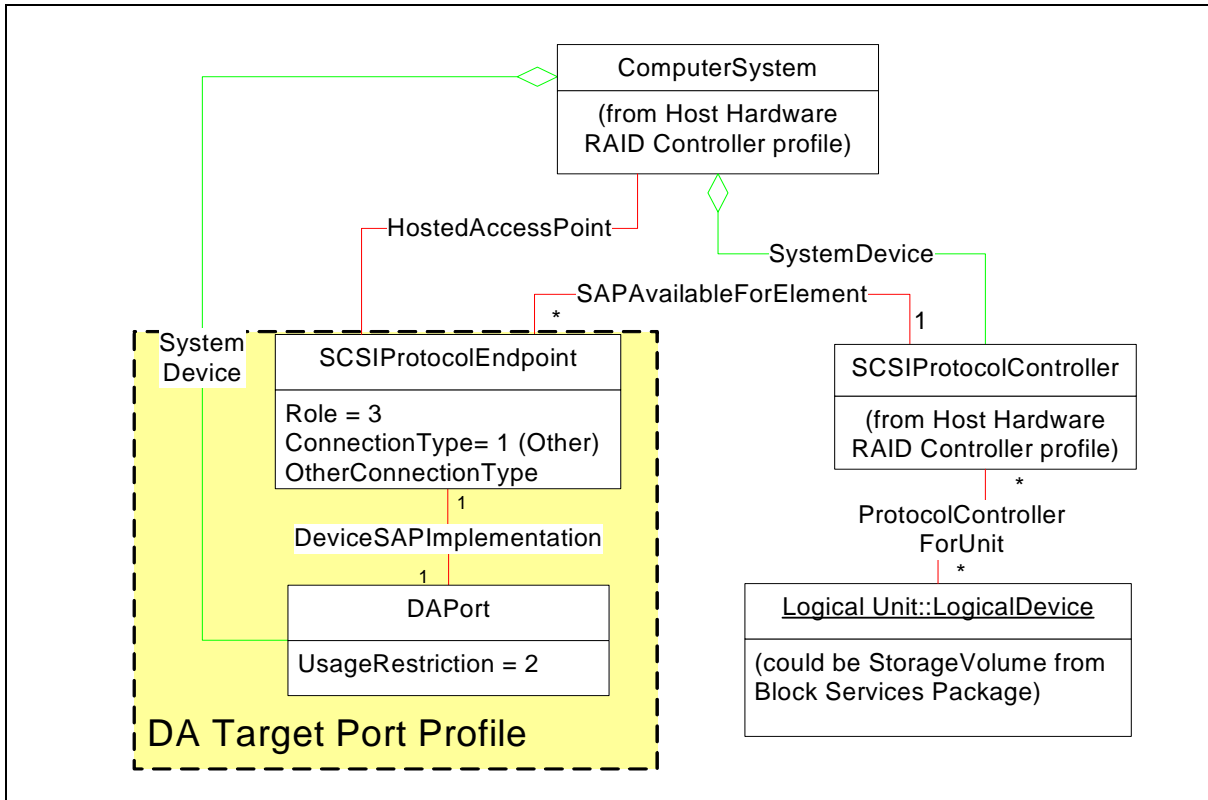 ComputerSystem
(from Host Hardware
RAID Controller profile)
HostedAccessPoint
SystemDevice
SAPAvailableForElement
*
1
System
Device
SCSIProtocolEndpoint
Role = 3
ConnectionType= 1 (Other)
OtherConnectionType
SCSIProtocolController
(from Host Hardware
RAID Controller profile)
1
DeviceSAPImplementation
1
*
ProtocolController
ForUnit
*
DAPort
UsageRestriction = 2
Logical Unit::LogicalDevice
(could be StorageVolume from
Block Services Package)
DA Target Port Profile